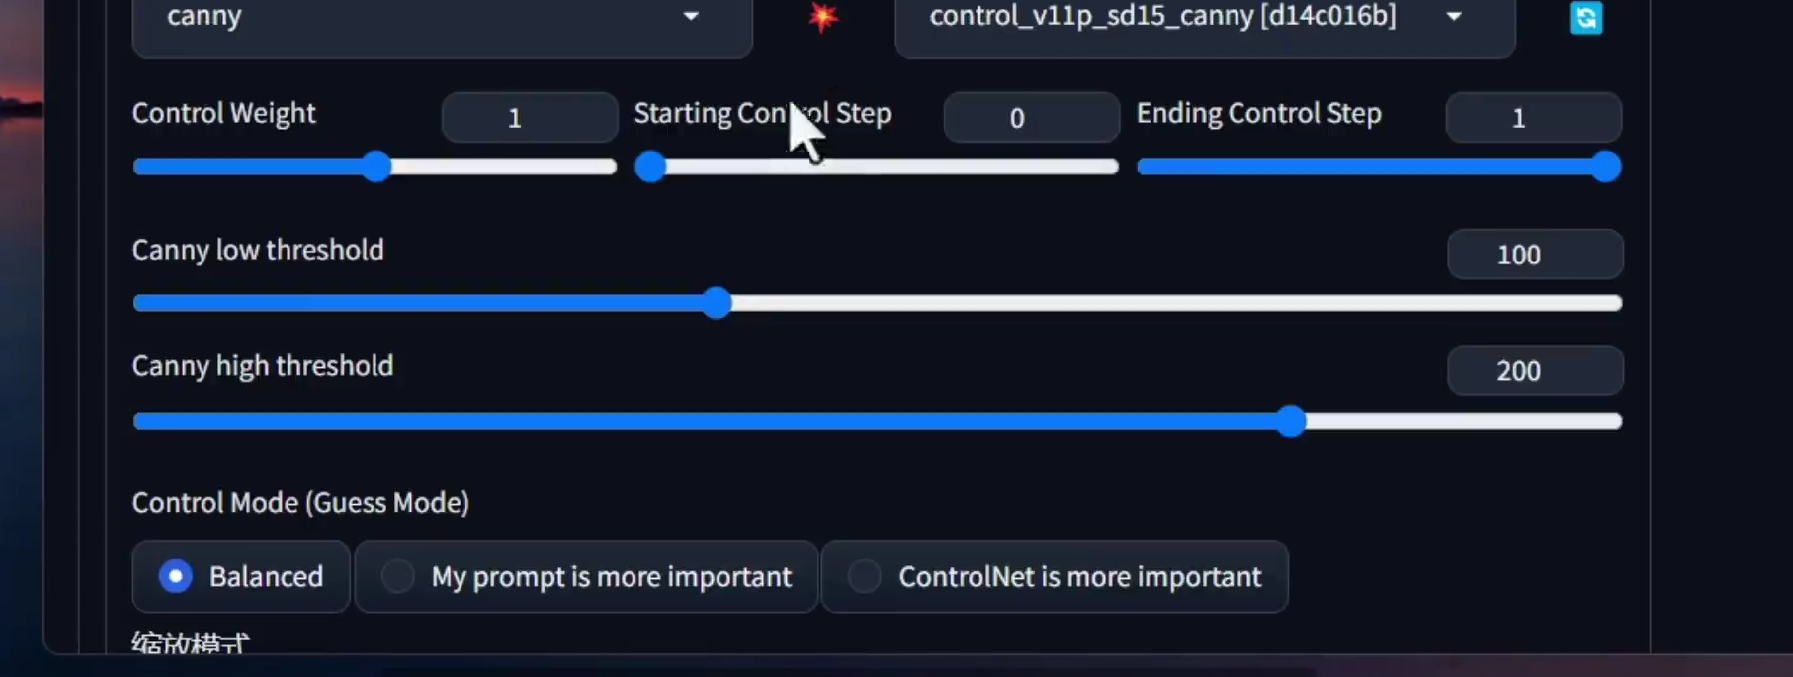 canny control_v11p_sd15_canny [d14c016b]
Control Weight 1 Starting Control Step 0 Ending Control Step 1
Canny low threshold 100
Canny high threshold 200
Control Mode (Guess Mode)
Balanced My prompt is more important ControlNet is more important
缩放模式